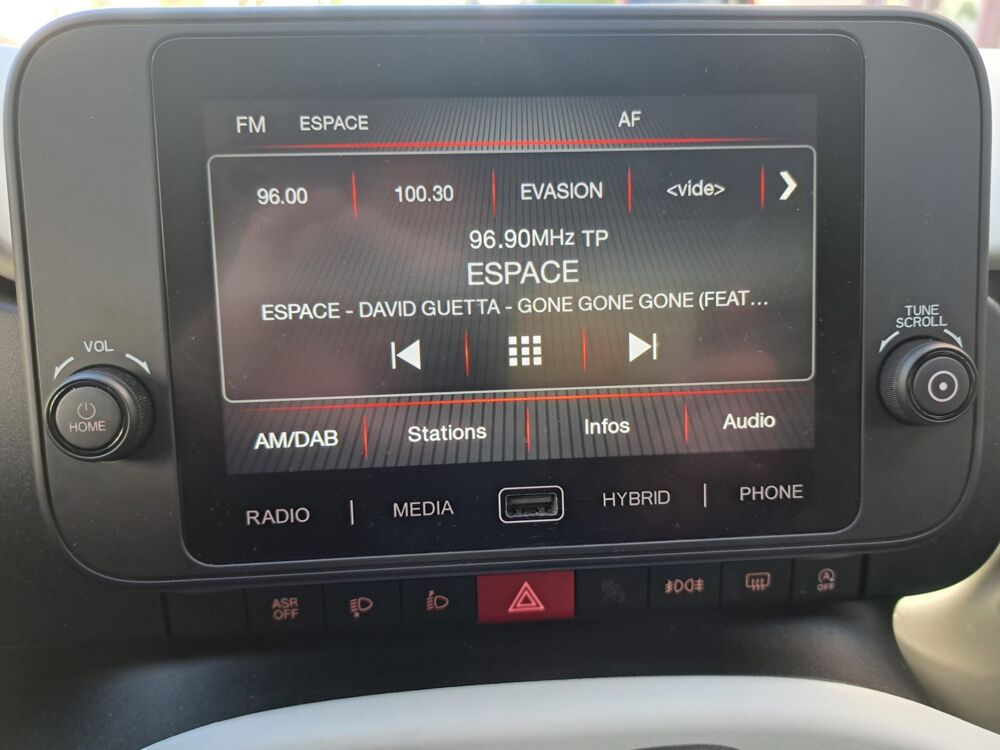 FM ESPACE AF
96.00 100.30 EVASION <vide>
96.90MHz TP
ESPACE
ESPACE - DAVID GUETTA - GONE GONE GONE (FEAT...
AM/DAB Stations Infos Audio
VOL
HOME
TUNE
SCROLL
RADIO | MEDIA HYBRID | PHONE
ASR
OFF
OFF